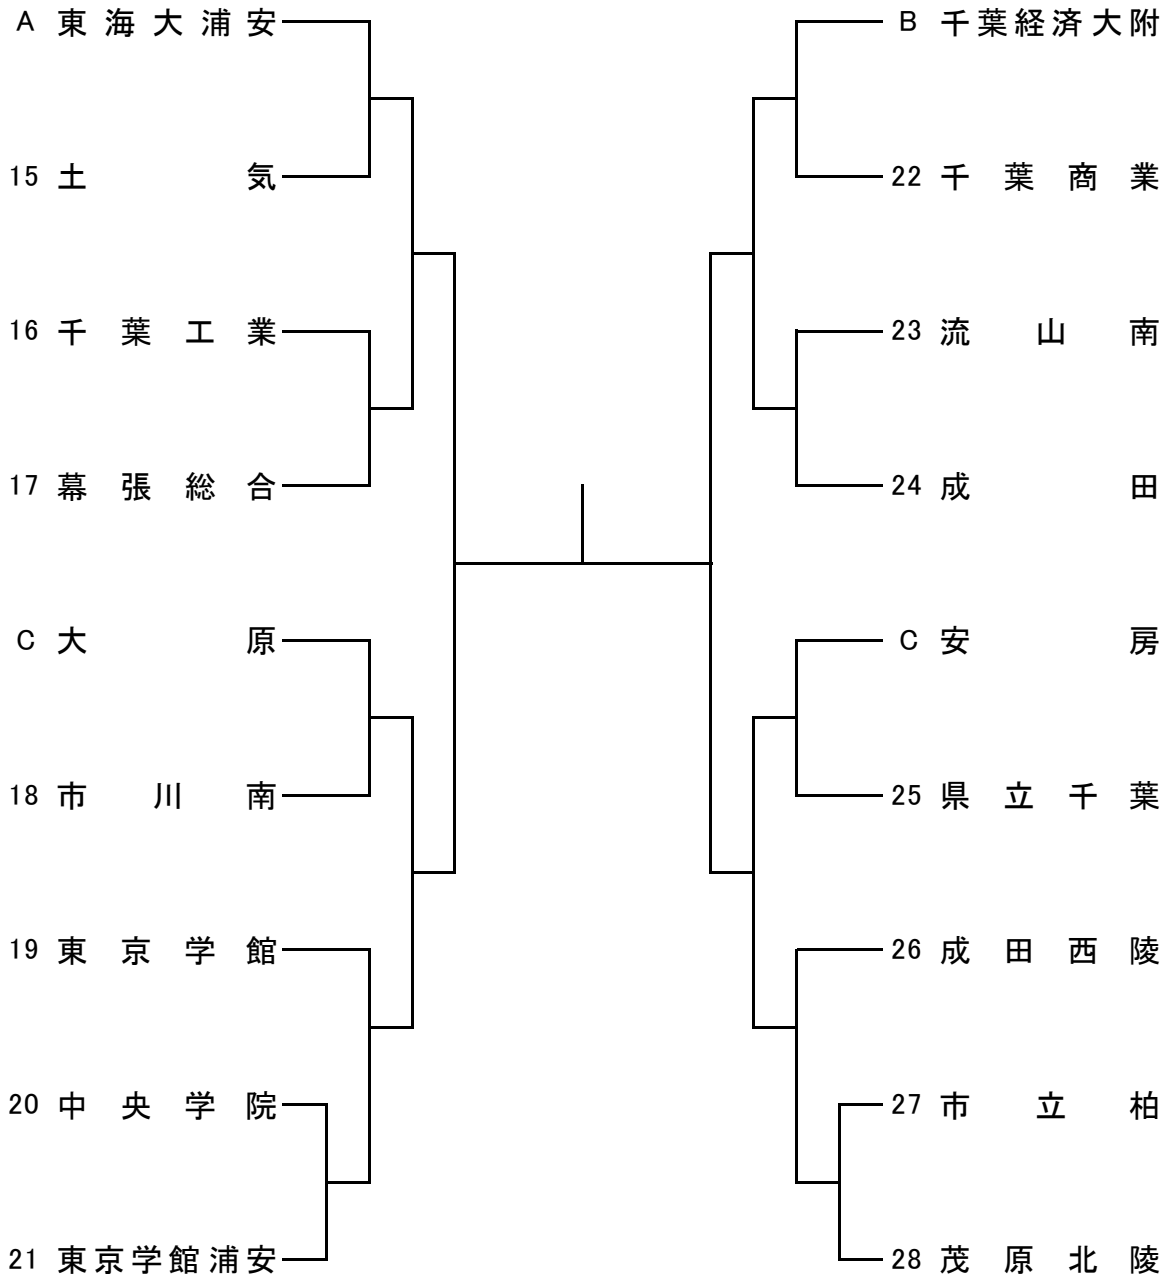 A 東海大浦安
15 土気
16 千葉工業
17 幕張総合
C 大原
18 市川南
19 東京学館
20 中央学院
21 東京学館浦安
B 千葉経済大附
22 千葉商業
23 流山南
24 成田
C 安房
25 県立千葉
26 成田西陵
27 市立柏
28 茂原北陵